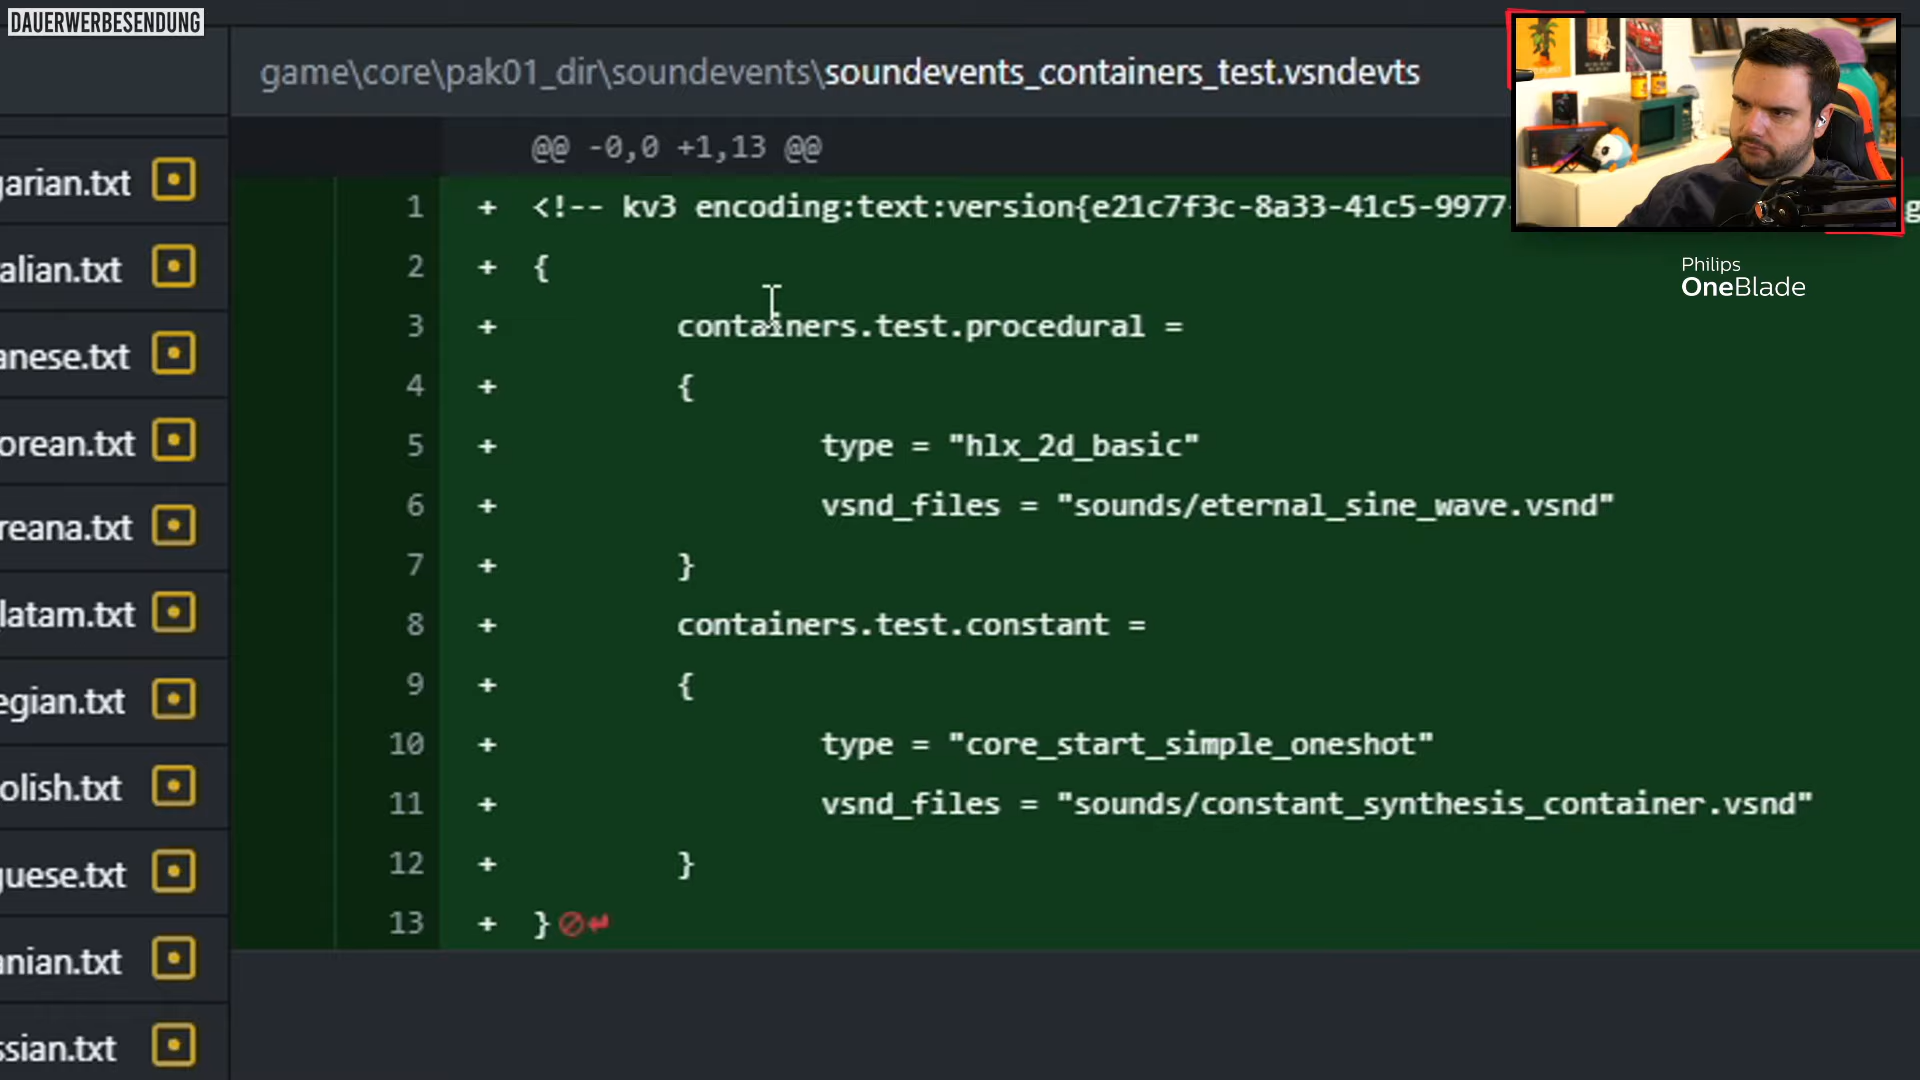 DAUERWERBESENDUNG
game\core\pak01_dir\soundevents\soundevents_containers_test.vsndevts
@@ -0,0 +1,13 @@
1 + <!-- kv3 encoding:text:version{e21c7f3c-8a33-41c5-9977-
2 + {
3 + containers.test.procedural =
4 + {
5 + type = "hlx_2d_basic"
6 + vsnd_files = "sounds/eternal_sine_wave.vsnd"
7 + }
8 + containers.test.constant =
9 + {
10 + type = "core_start_simple_oneshot"
11 + vsnd_files = "sounds/constant_synthesis_container.vsnd"
12 + }
13 + }
garian.txt
alian.txt
anese.txt
orean.txt
reana.txt
latam.txt
egian.txt
olish.txt
guese.txt
anian.txt
ssian.txt
Philips
OneBlade